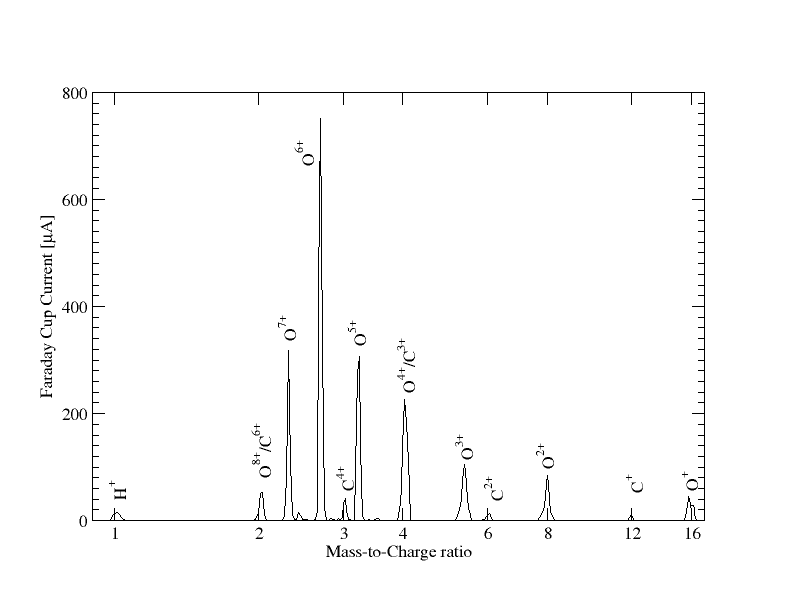 800
600
400
200
0
Faraday Cup Current [µA]
H⁺
O⁸⁺/C⁶⁺
O⁷⁺
O⁶⁺
C⁴⁺
O⁵⁺
O⁴⁺/C³⁺
O³⁺
C²⁺
O²⁺
C⁺
O⁺
1 2 3 4 6 8 12 16
Mass-to-Charge ratio